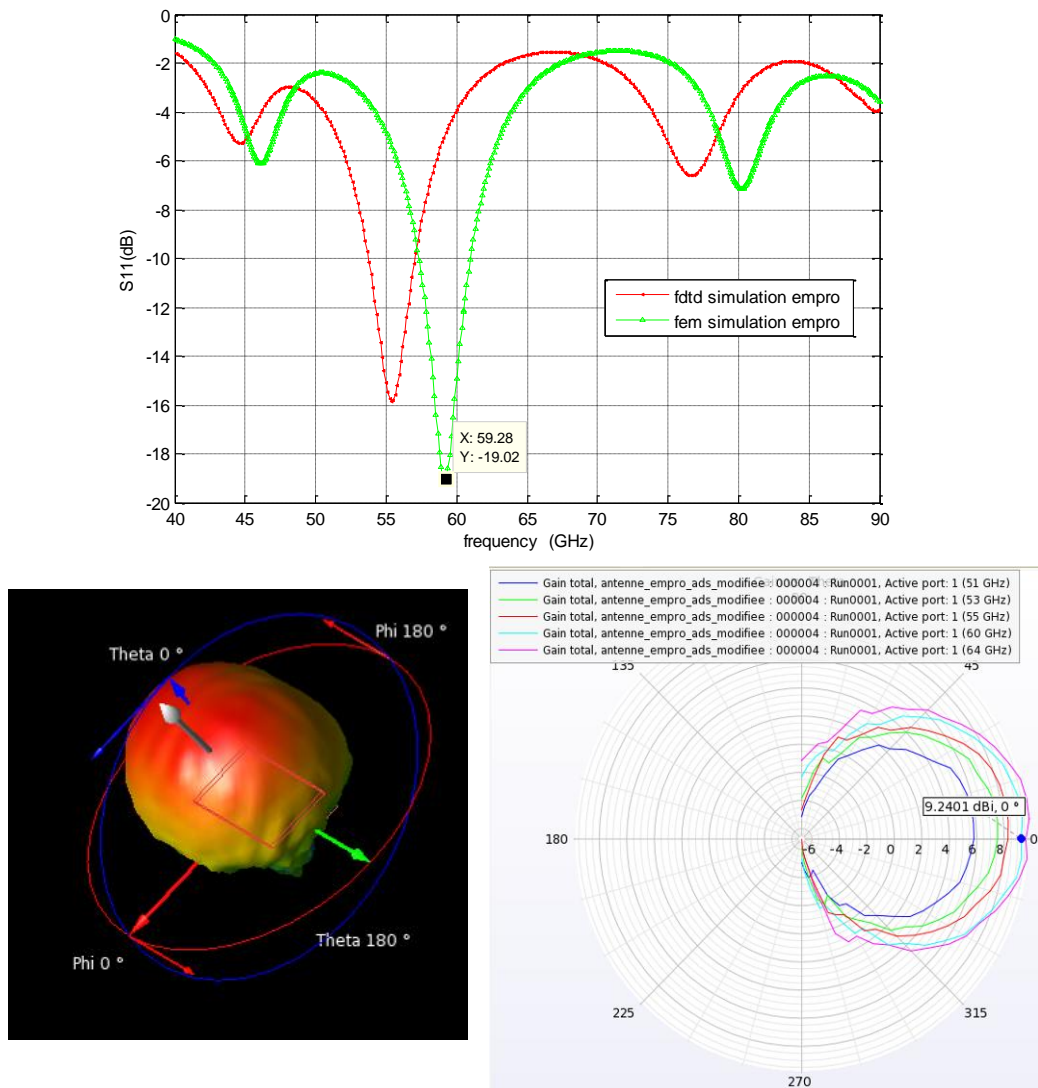 0
-2
-4
-6
-8
-10
-12
-14
-16
-18
-20
S11(dB)
fdtd simulation empro
fem simulation empro
X: 59.28
Y: -19.02
40 45 50 55 60 65 70 75 80 85 90
frequency (GHz)
Phi 180 °
Theta 0 °
Theta 180 °
Phi 0 °
Gain total, antenne_empro_ads_modifiee : 000004 : Run0001, Active port: 1 (51 GHz)
Gain total, antenne_empro_ads_modifiee : 000004 : Run0001, Active port: 1 (53 GHz)
Gain total, antenne_empro_ads_modifiee : 000004 : Run0001, Active port: 1 (55 GHz)
Gain total, antenne_empro_ads_modifiee : 000004 : Run0001, Active port: 1 (60 GHz)
Gain total, antenne_empro_ads_modifiee : 000004 : Run0001, Active port: 1 (64 GHz)
135 45
9.2401 dBi, 0 °
180 0
-6 -4 -2 0 2 4 6 8
225 315
270